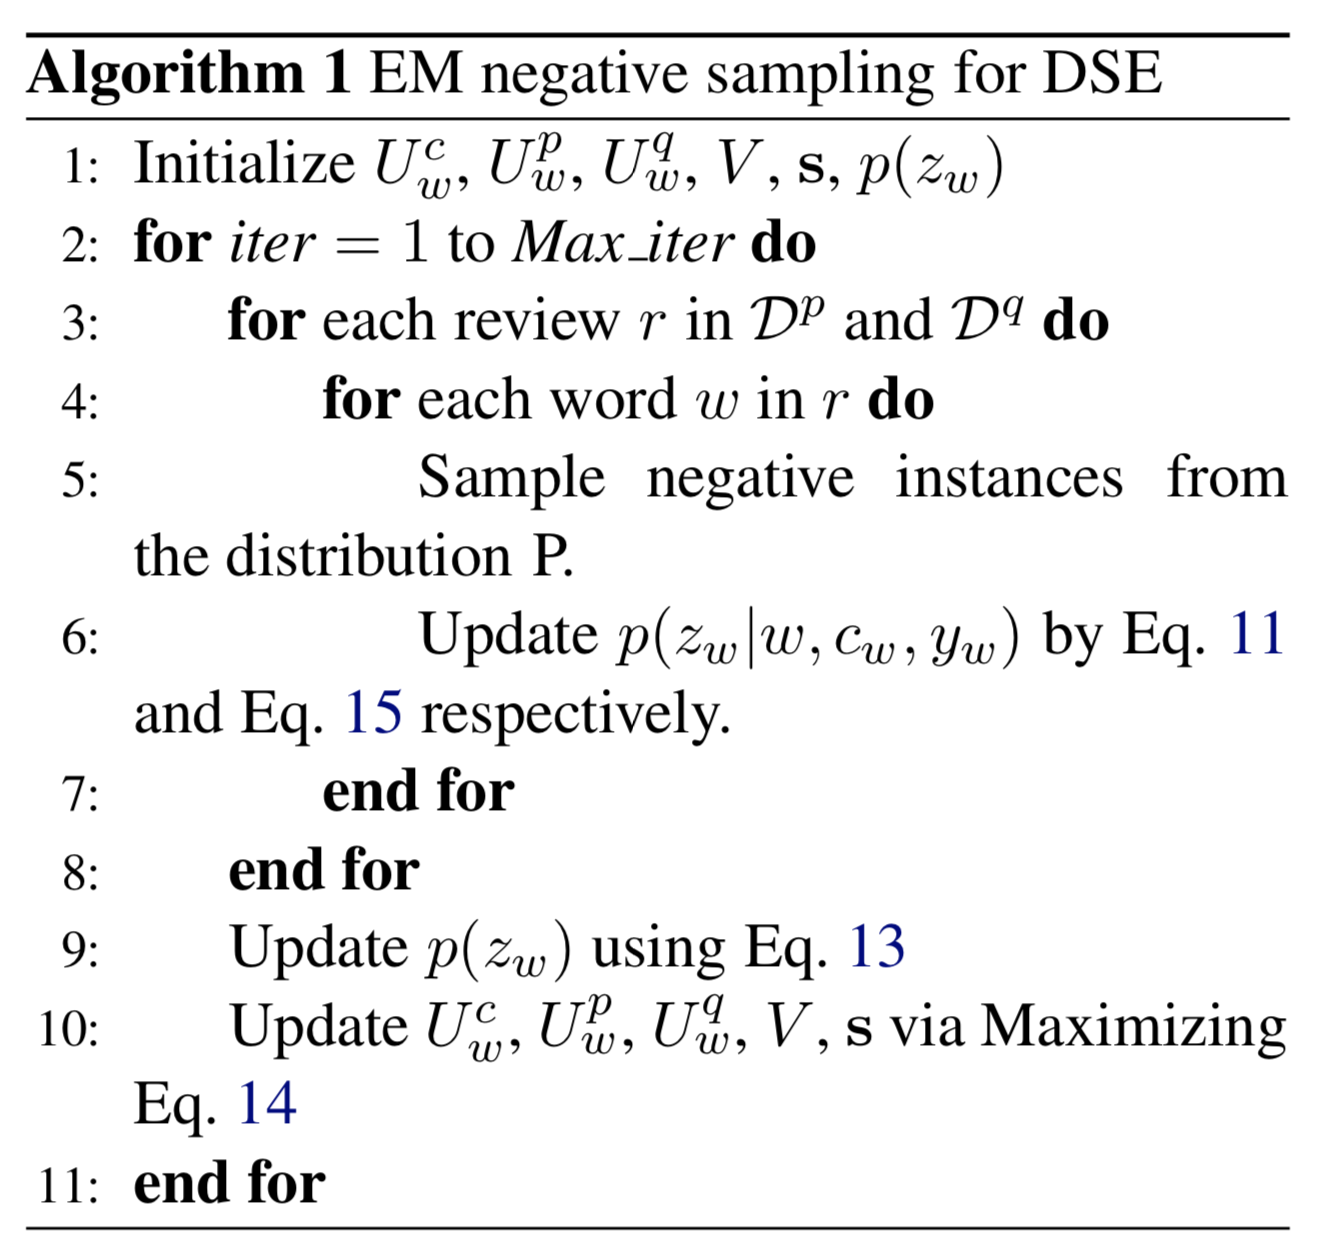 Algorithm 1 EM negative sampling for DSE
1: Initialize $U_w^c$, $U_w^p$, $U_w^q$, $V$, $\mathbf{s}$, $p(z_w)$
2: for iter = 1 to Max_iter do
3: for each review $r$ in $\mathcal{D}^p$ and $\mathcal{D}^q$ do
4: for each word $w$ in $r$ do
5: Sample negative instances from
the distribution P.
6: Update $p(z_w|w, c_w, y_w)$ by Eq. 11
and Eq. 15 respectively.
7: end for
8: end for
9: Update $p(z_w)$ using Eq. 13
10: Update $U_w^c$, $U_w^p$, $U_w^q$, $V$, $\mathbf{s}$ via Maximizing
Eq. 14
11: end for